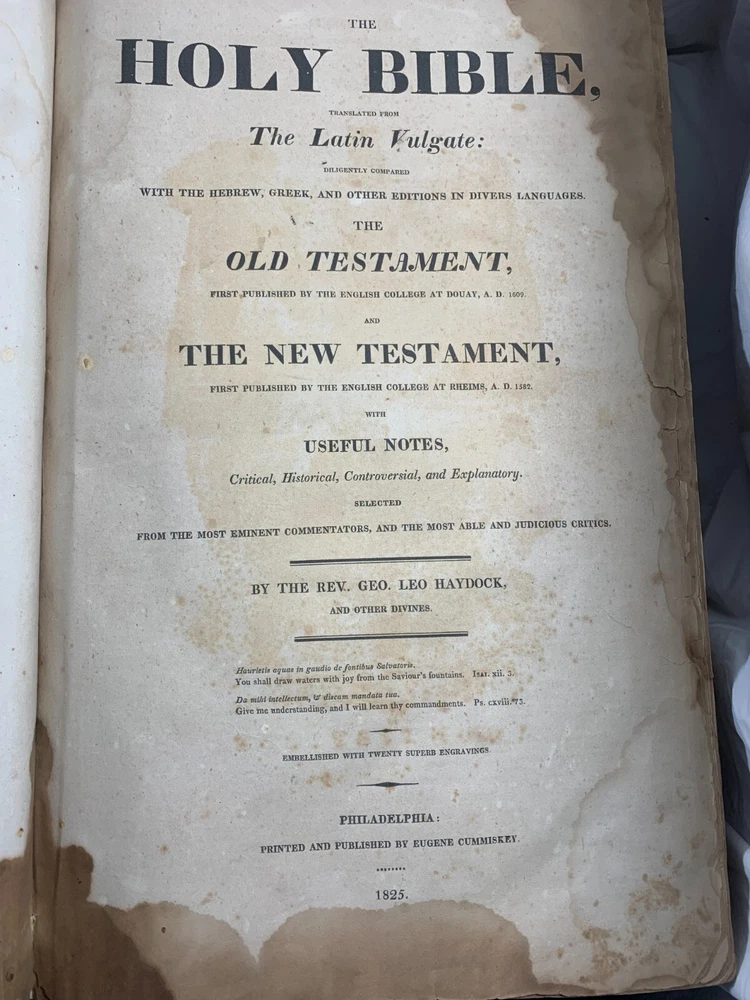 THE
HOLY BIBLE,
TRANSLATED FROM
The Latin Vulgate:
DILIGENTLY COMPARED
WITH THE HEBREW, GREEK, AND OTHER EDITIONS IN DIVERS LANGUAGES.
THE
OLD TESTAMENT,
FIRST PUBLISHED BY THE ENGLISH COLLEGE AT DOUAY, A. D. 1609.
AND
THE NEW TESTAMENT,
FIRST PUBLISHED BY THE ENGLISH COLLEGE AT RHEIMS, A. D. 1582.
WITH
USEFUL NOTES,
Critical, Historical, Controversial, and Explanatory.
SELECTED
FROM THE MOST EMINENT COMMENTATORS, AND THE MOST ABLE AND JUDICIOUS CRITICS.
BY THE REV. GEO. LEO HAYDOCK,
AND OTHER DIVINES.
Haurietis aquas in gaudio de fontibus Salvatoris.
You shall draw waters with joy from the Saviour's fountains. ISAI. xii. 3.
Da mihi intellectum, & discam mandata tua.
Give me understanding, and I will learn thy commandments. Ps. cxviii. 73.
EMBELLISHED WITH TWENTY SUPERB ENGRAVINGS
PHILADELPHIA:
PRINTED AND PUBLISHED BY EUGENE CUMMISKEY.
1825.